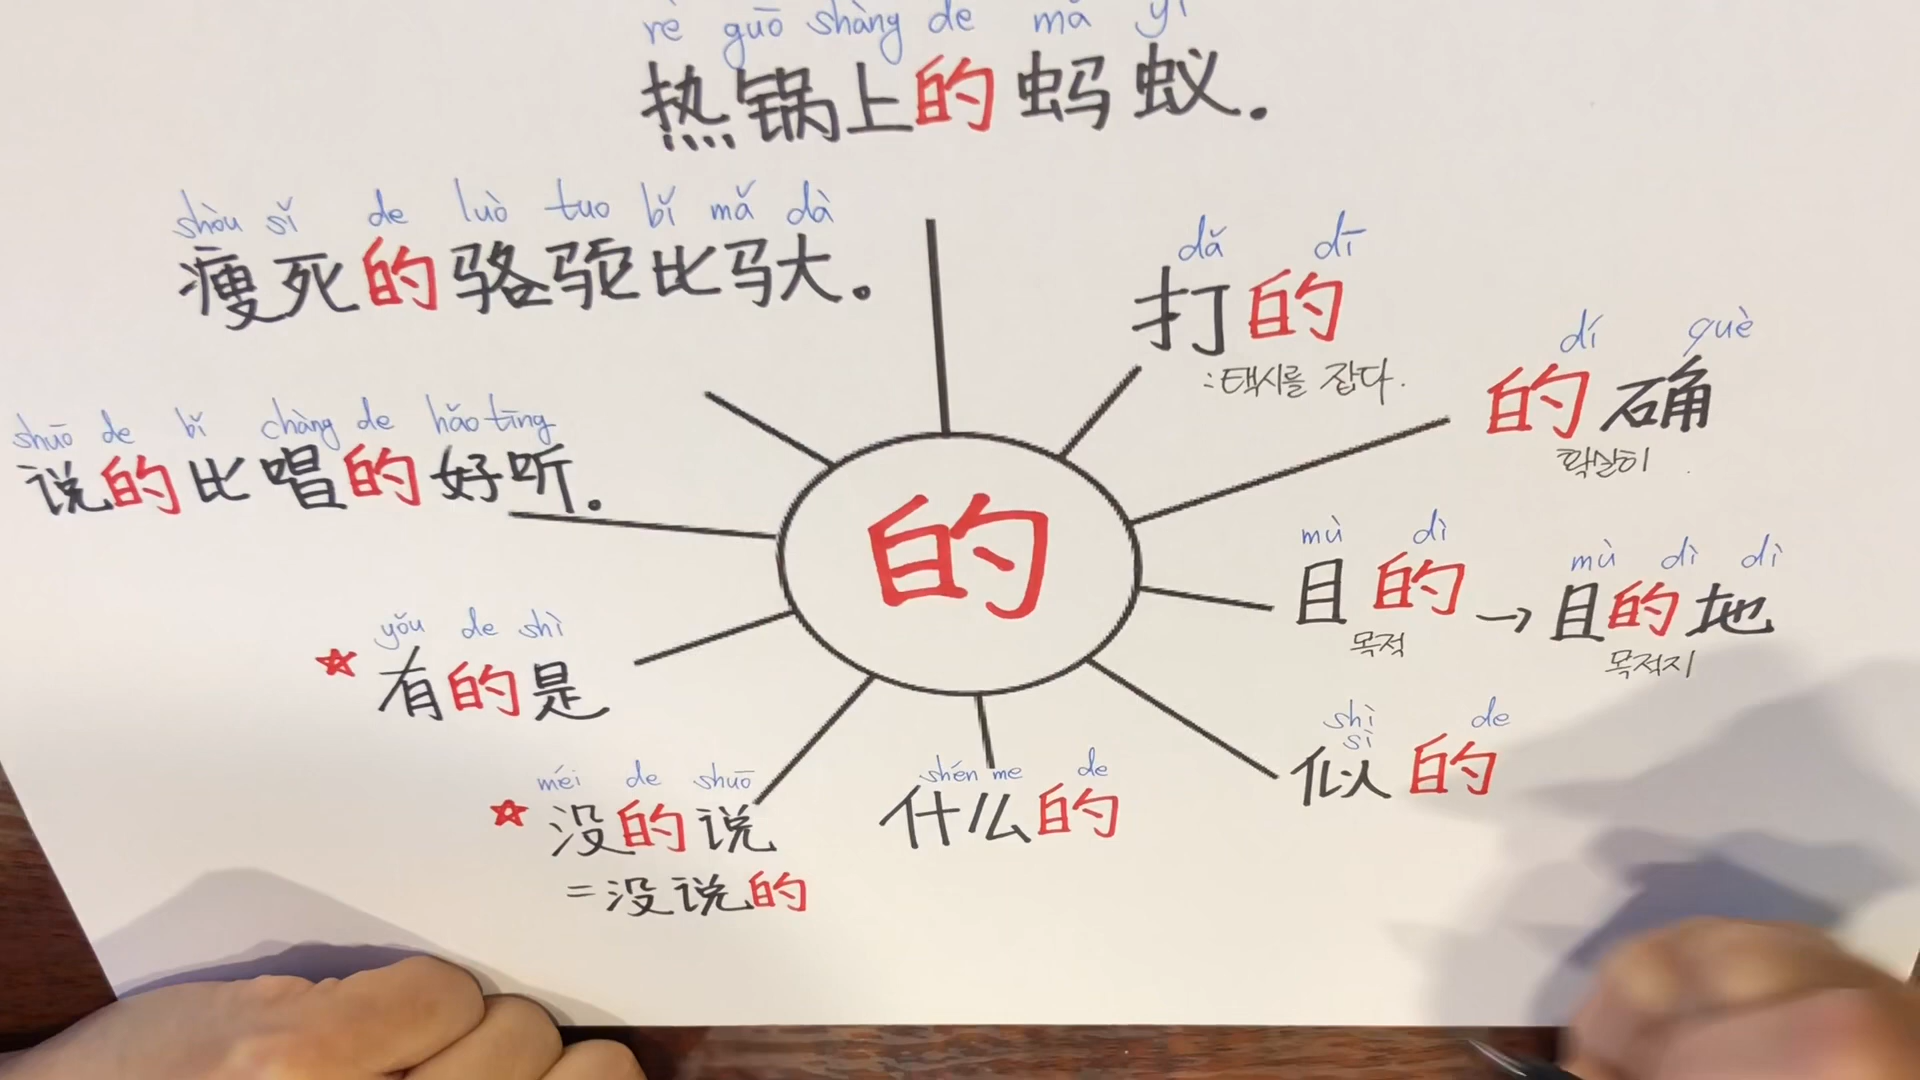 rè guō shàng de mǎ yǐ
热锅上的蚂蚁.
shòu sǐ de luò tuo bǐ mǎ dà
瘦死的骆驼比马大。
dǎ dī
打的
:택시를 잡다.
dí què
的确
확실히
shuō de bǐ chàng de hǎo tīng
说的比唱的好听.
的
mù dì
目的
목적
→
mù dì dì
目的地
목적지
yǒu de shì
☆有的是
shì
sì
de
似的
méi de shuō
☆没的说
=没说的
shén me de
什么的